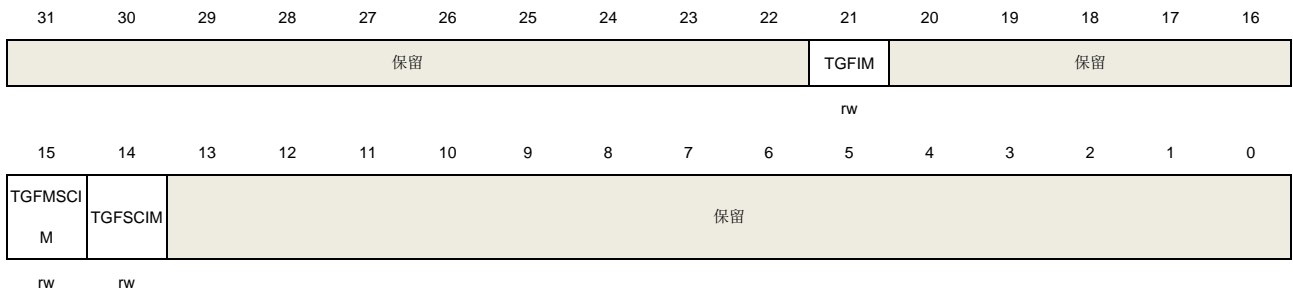 31 30 29 28 27 26 25 24 23 22 21 20 19 18 17 16
保留 TGFIM 保留
rw
15 14 13 12 11 10 9 8 7 6 5 4 3 2 1 0
TGFMSCI
M
TGFSCIM 保留
rw rw